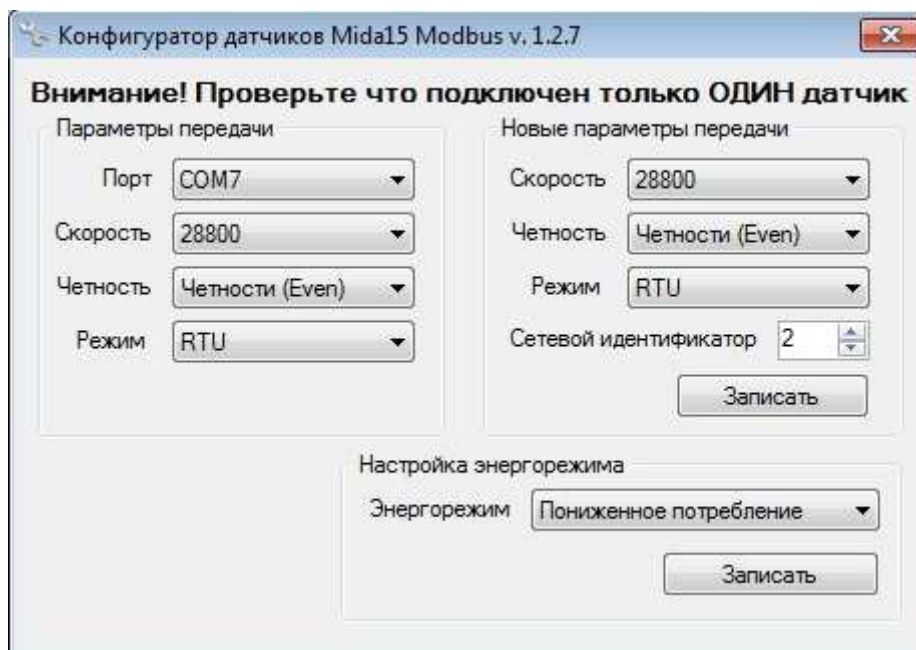 Конфигуратор датчиков Mida15 Modbus v. 1.2.7
Внимание! Проверьте что подключен только ОДИН датчик
Параметры передачи
Порт COM7
Скорость 28800
Четность Четности (Even)
Режим RTU
Новые параметры передачи
Скорость 28800
Четность Четности (Even)
Режим RTU
Сетевой идентификатор 2
Записать
Настройка энергорежима
Энергорежим Пониженное потребление
Записать